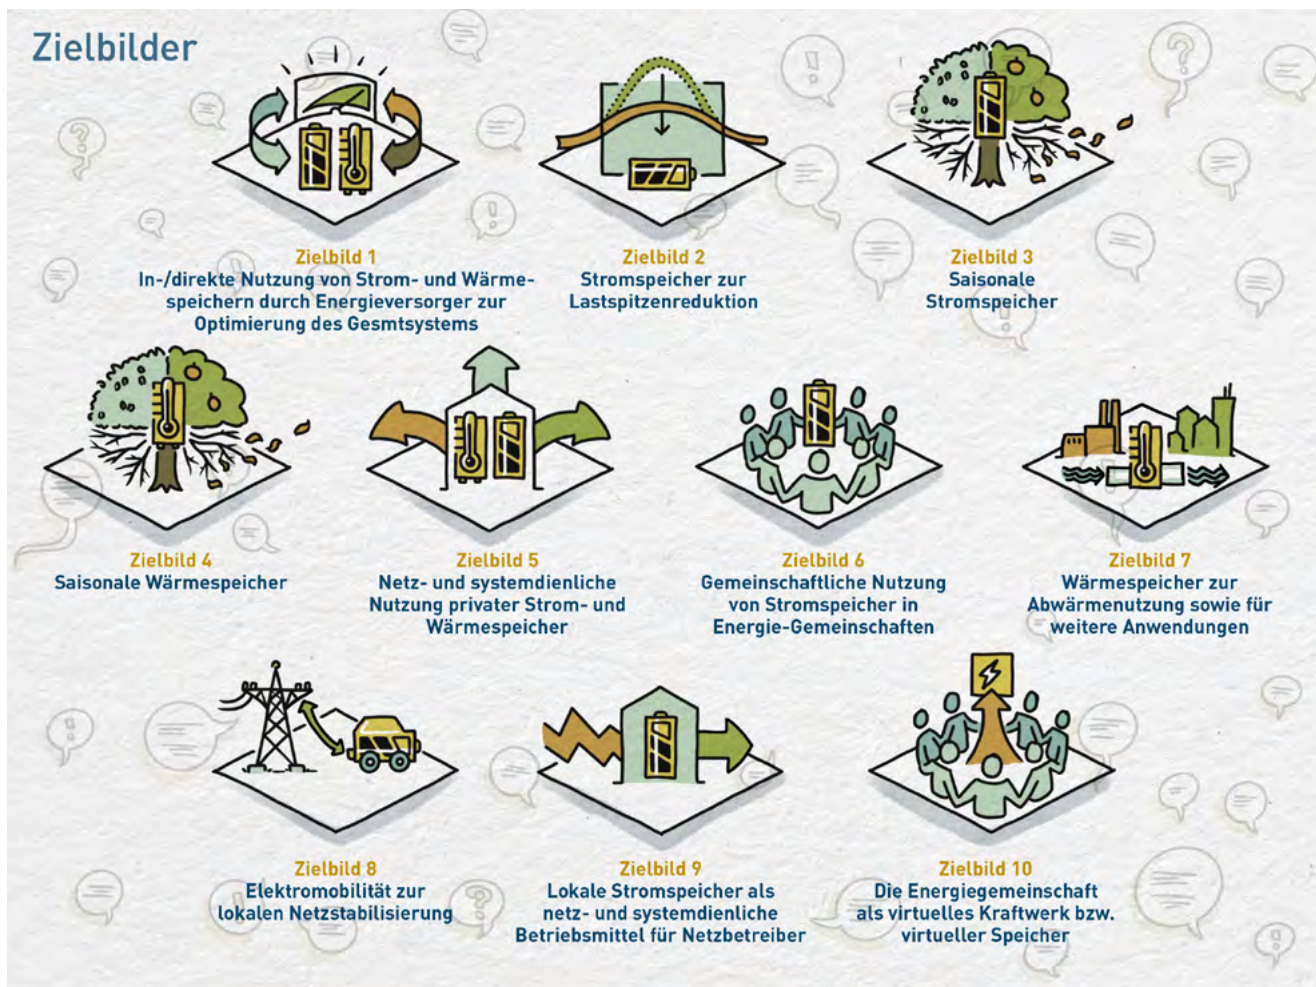 Zielbilder
Zielbild 1
In-/direkte Nutzung von Strom- und Wärme-
speichern durch Energieversorger zur
Optimierung des Gesmtsystems
Zielbild 2
Stromspeicher zur
Lastspitzenreduktion
Zielbild 3
Saisonale
Stromspeicher
Zielbild 4
Saisonale Wärmespeicher
Zielbild 5
Netz- und systemdienliche
Nutzung privater Strom- und
Wärmespeicher
Zielbild 6
Gemeinschaftliche Nutzung
von Stromspeicher in
Energie-Gemeinschaften
Zielbild 7
Wärmespeicher zur
Abwärmenutzung sowie für
weitere Anwendungen
Zielbild 8
Elektromobilität zur
lokalen Netzstabilisierung
Zielbild 9
Lokale Stromspeicher als
netz- und systemdienliche
Betriebsmittel für Netzbetreiber
Zielbild 10
Die Energiegemeinschaft
als virtuelles Kraftwerk bzw.
virtueller Speicher